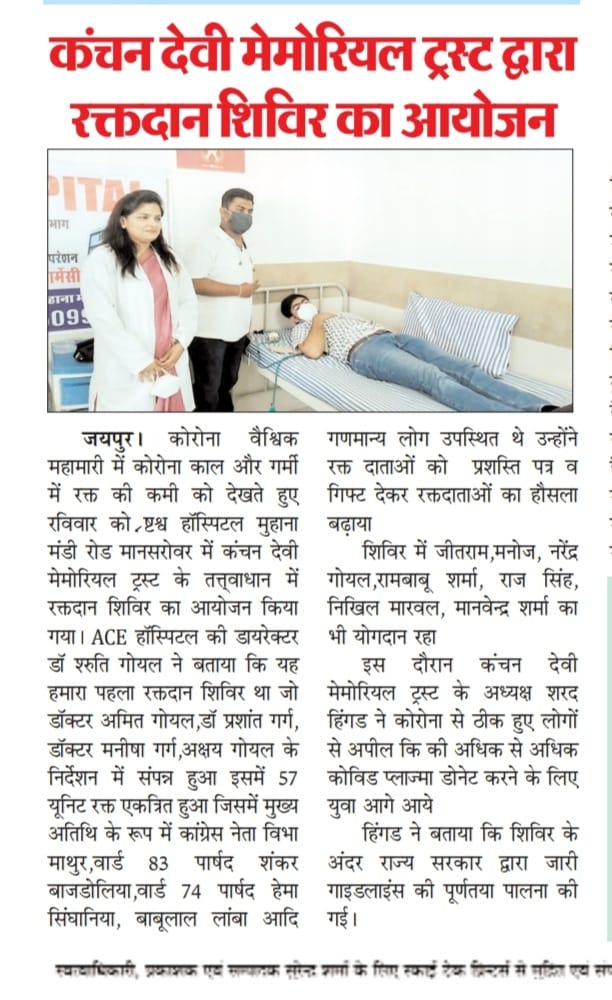 कंचन देवी मेमोरियल ट्रस्ट द्वारा
रक्तदान शिविर का आयोजन
PITAL
भाग
परेशन
र्मेसी
हाना म
099
जयपुर। कोरोना वैश्विक
महामारी में कोरोना काल और गर्मी
में रक्त की कमी को देखते हुए
रविवार को ्रष्टश्व हॉस्पिटल मुहाना
मंडी रोड मानसरोवर में कंचन देवी
मेमोरियल ट्रस्ट के तत्त्वाधान में
रक्तदान शिविर का आयोजन किया
गया। ACE हॉस्पिटल की डायरेक्टर
डॉ श्रुति गोयल ने बताया कि यह
हमारा पहला रक्तदान शिविर था जो
डॉक्टर अमित गोयल,डॉ प्रशांत गर्ग,
डॉक्टर मनीषा गर्ग,अक्षय गोयल के
निर्देशन में संपन्न हुआ इसमें 57
यूनिट रक्त एकत्रित हुआ जिसमें मुख्य
अतिथि के रूप में कांग्रेस नेता विभा
माथुर,वार्ड 83 पार्षद शंकर
बाजडोलिया,वार्ड 74 पार्षद हेमा
सिंघानिया, बाबूलाल लांबा आदि
गणमान्य लोग उपस्थित थे उन्होंने
रक्त दाताओं को प्रशस्ति पत्र व
गिफ्ट देकर रक्तदाताओं का हौसला
बढ़ाया
शिविर में जीतराम,मनोज, नरेंद्र
गोयल,रामबाबू शर्मा, राज सिंह,
निखिल मारवल, मानवेन्द्र शर्मा का
भी योगदान रहा
इस दौरान कंचन देवी
मेमोरियल ट्रस्ट के अध्यक्ष शरद
हिंगड ने कोरोना से ठीक हुए लोगों
से अपील कि की अधिक से अधिक
कोविड प्लाज्मा डोनेट करने के लिए
युवा आगे आये
हिंगड ने बताया कि शिविर के
अंदर राज्य सरकार द्वारा जारी
गाइडलाइंस की पूर्णतया पालना की
गई।
स्वत्वाधिकारी, प्रकाशक एवं सम्पादक सुरेन्द्र शर्मा के लिए स्काई टेक प्रिन्टर्स से मुद्रित एवं